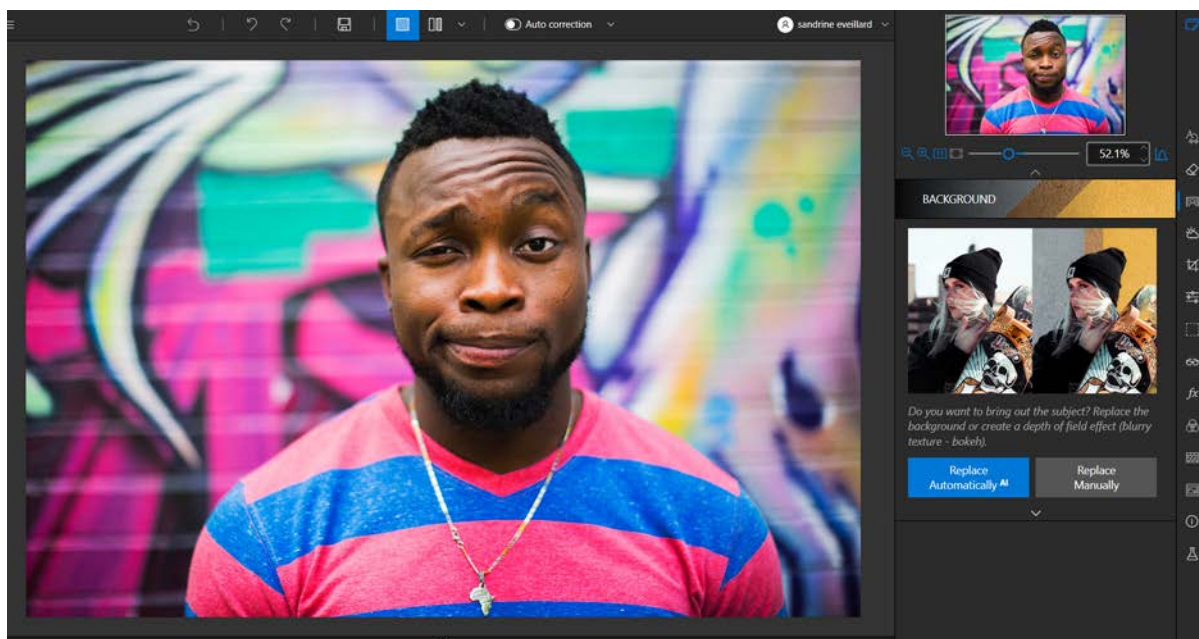 Auto correction
sandrine eveillard
52.1%
BACKGROUND
Do you want to bring out the subject? Replace the
background or create a depth of field effect (blurry
texture - bokeh).
Replace
Automatically AI
Replace
Manually
fx